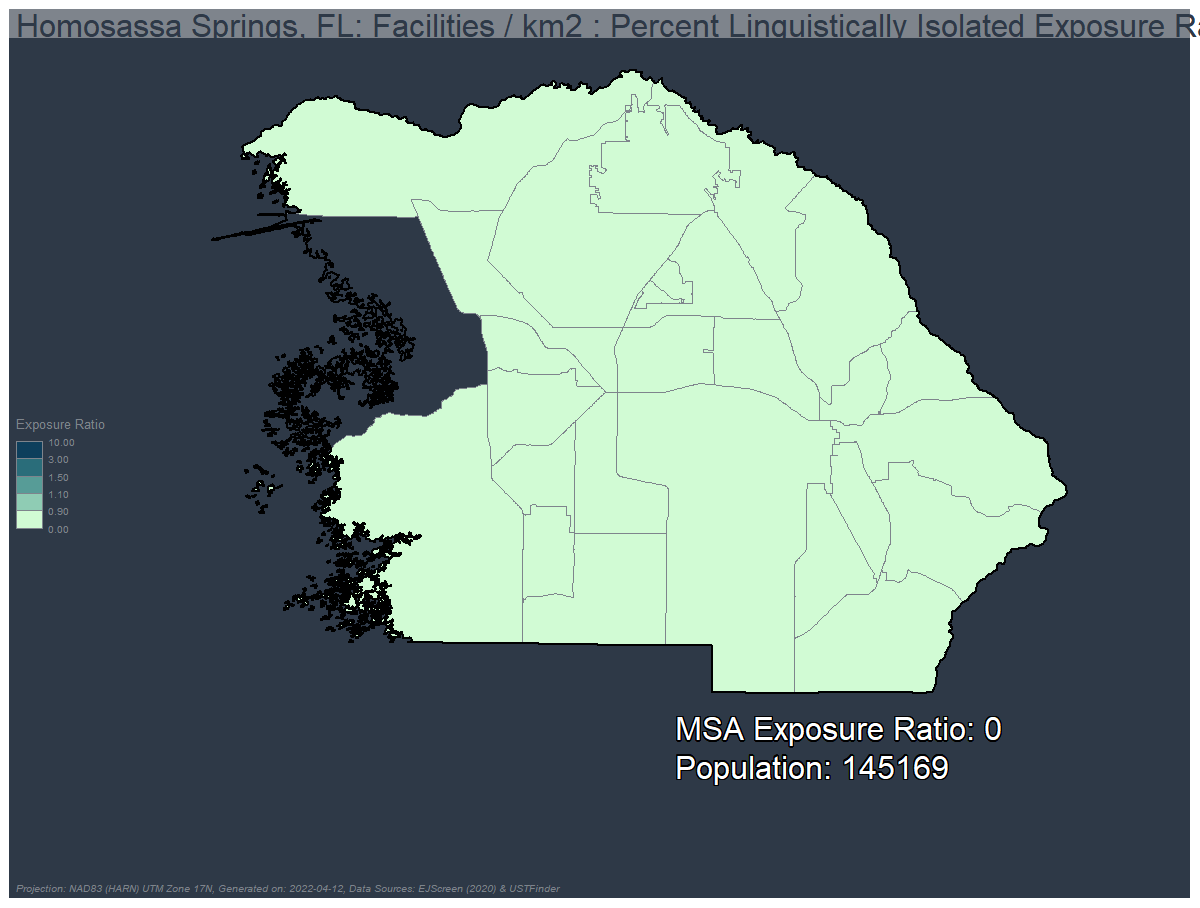 Homosassa Springs, FL: Facilities / km2 : Percent Linguistically Isolated Exposure Ra
Exposure Ratio
10.00
3.00
1.50
1.10
0.90
0.00
MSA Exposure Ratio: 0
Population: 145169
Projection: NAD83 (HARN) UTM Zone 17N, Generated on: 2022-04-12, Data Sources: EJScreen (2020) & USTFinder